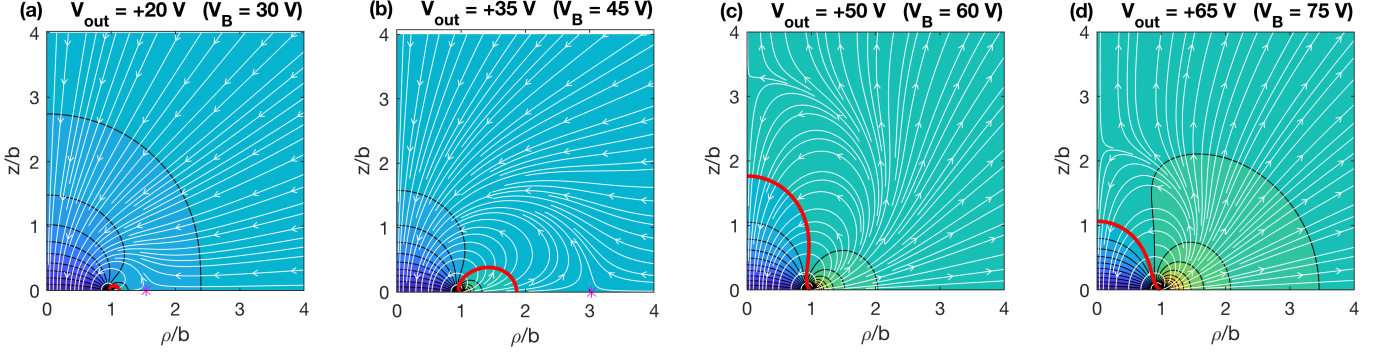 (a) V_out = +20 V (V_B = 30 V)
4
3
2
1
0
z/b
0 1 2 3 4
ρ/b
(b) V_out = +35 V (V_B = 45 V)
4
3
2
1
0
z/b
0 1 2 3 4
ρ/b
(c) V_out = +50 V (V_B = 60 V)
4
3
2
1
0
z/b
0 1 2 3 4
ρ/b
(d) V_out = +65 V (V_B = 75 V)
4
3
2
1
0
z/b
0 1 2 3 4
ρ/b